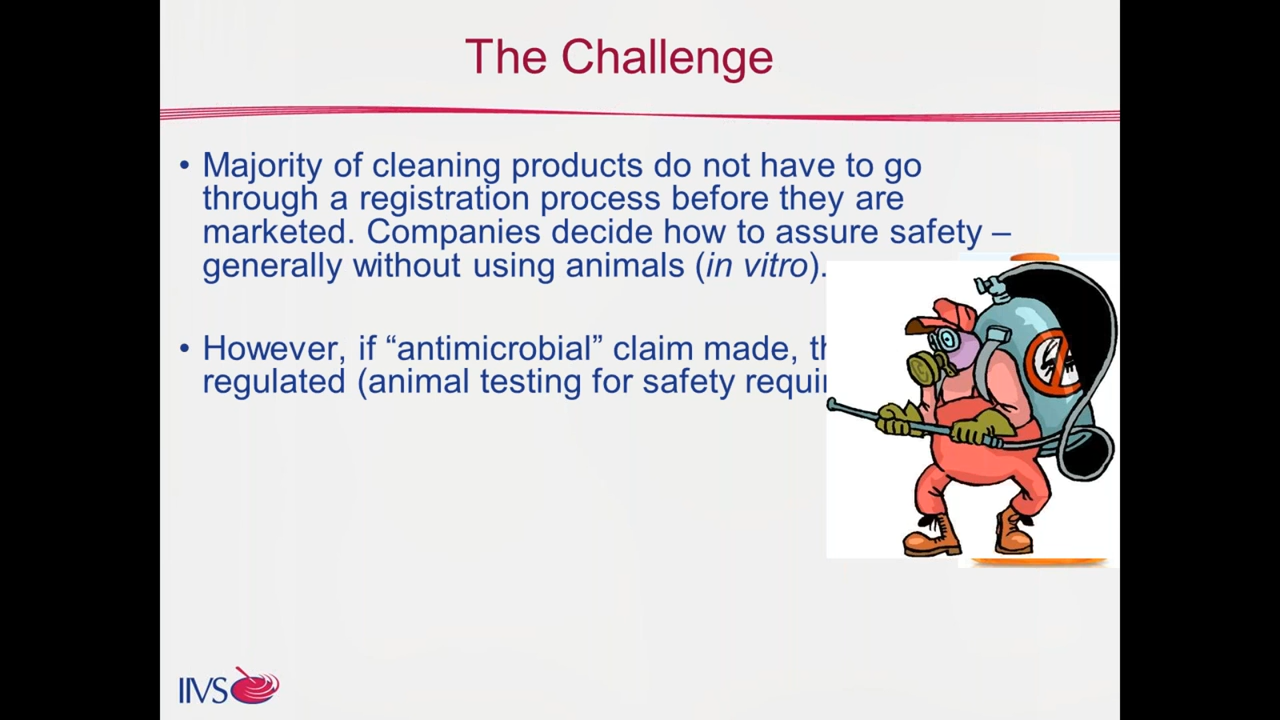 The Challenge
• Majority of cleaning products do not have to go
through a registration process before they are
marketed. Companies decide how to assure safety –
generally without using animals (in vitro).
• However, if “antimicrobial” claim made,
regulated (animal testing for safety
IIVS